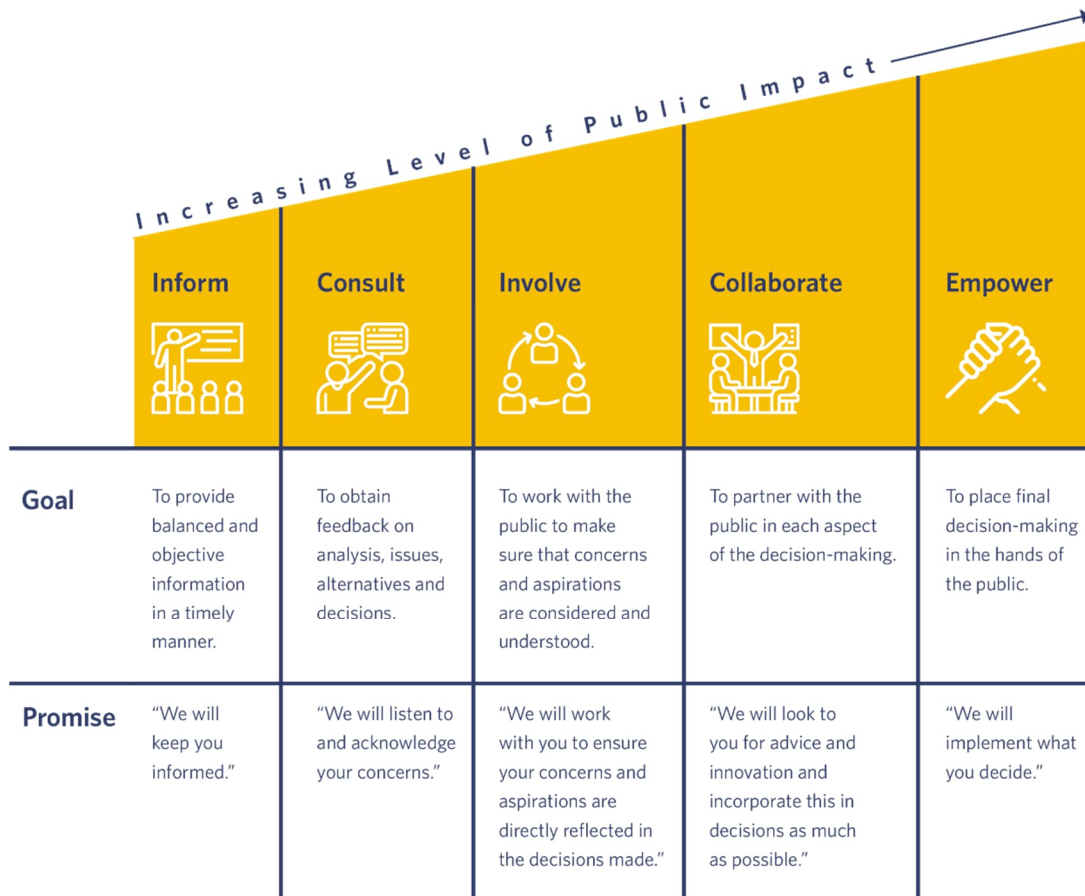 Increasing Level of Public Impact
Inform
Consult
Involve
Collaborate
Empower
Goal
To provide
balanced and
objective
information
in a timely
manner.
To obtain
feedback on
analysis, issues,
alternatives and
decisions.
To work with the
public to make
sure that concerns
and aspirations
are considered and
understood.
To partner with the
public in each aspect
of the decision-making.
To place final
decision-making
in the hands of
the public.
Promise
“We will
keep you
informed.”
“We will listen to
and acknowledge
your concerns.”
“We will work
with you to ensure
your concerns and
aspirations are
directly reflected in
the decisions made.”
“We will look to
you for advice and
innovation and
incorporate this in
decisions as much
as possible.”
“We will
implement what
you decide.”